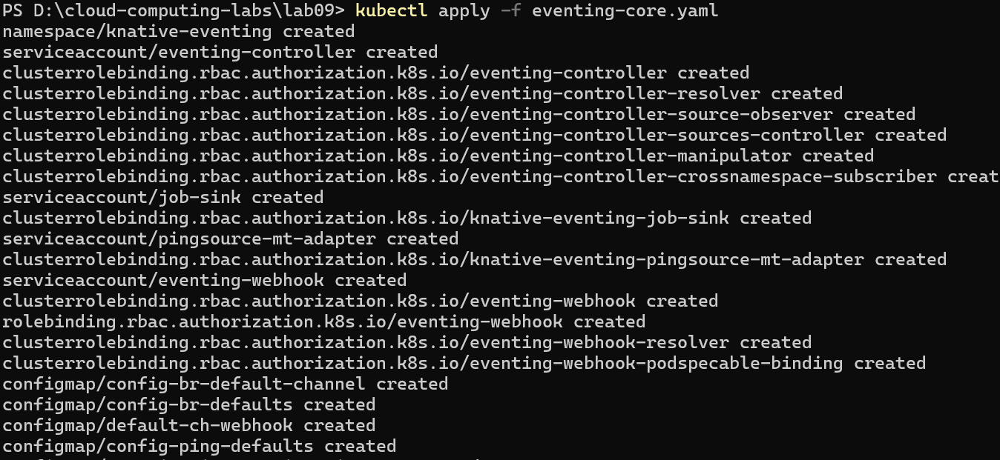 PS D:\cloud-computing-labs\lab09> kubectl apply -f eventing-core.yaml
namespace/knative-eventing created
serviceaccount/eventing-controller created
clusterrolebinding.rbac.authorization.k8s.io/eventing-controller created
clusterrolebinding.rbac.authorization.k8s.io/eventing-controller-resolver created
clusterrolebinding.rbac.authorization.k8s.io/eventing-controller-source-observer created
clusterrolebinding.rbac.authorization.k8s.io/eventing-controller-sources-controller created
clusterrolebinding.rbac.authorization.k8s.io/eventing-controller-manipulator created
clusterrolebinding.rbac.authorization.k8s.io/eventing-controller-crossnamespace-subscriber creat
serviceaccount/job-sink created
clusterrolebinding.rbac.authorization.k8s.io/knative-eventing-job-sink created
serviceaccount/pingsource-mt-adapter created
clusterrolebinding.rbac.authorization.k8s.io/knative-eventing-pingsource-mt-adapter created
serviceaccount/eventing-webhook created
clusterrolebinding.rbac.authorization.k8s.io/eventing-webhook created
rolebinding.rbac.authorization.k8s.io/eventing-webhook created
clusterrolebinding.rbac.authorization.k8s.io/eventing-webhook-resolver created
clusterrolebinding.rbac.authorization.k8s.io/eventing-webhook-podspecable-binding created
configmap/config-br-default-channel created
configmap/config-br-defaults created
configmap/default-ch-webhook created
configmap/config-ping-defaults created